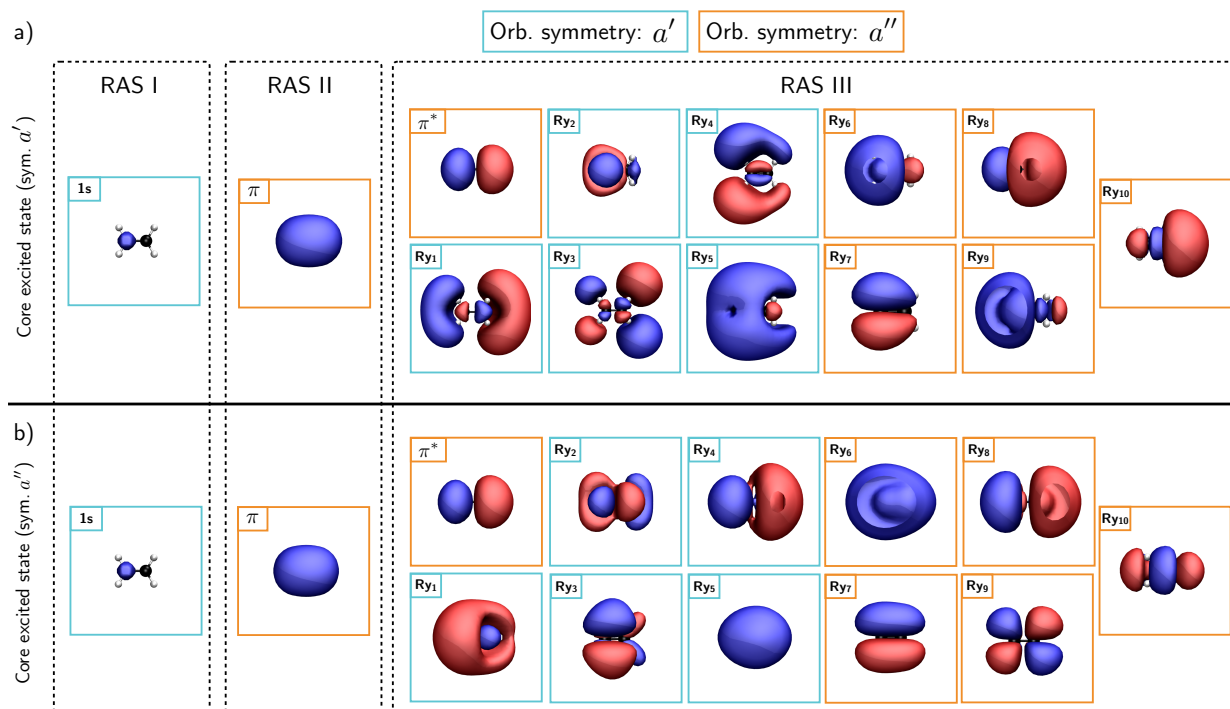 a)
Orb. symmetry: a′
Orb. symmetry: a′′
RAS I
RAS II
RAS III
Core excited state (sym. a′)
1s
π
π*
Ry2
Ry4
Ry6
Ry8
Ry10
Ry1
Ry3
Ry5
Ry7
Ry9
b)
Core excited state (sym. a′′)
1s
π
π*
Ry2
Ry4
Ry6
Ry8
Ry10
Ry1
Ry3
Ry5
Ry7
Ry9